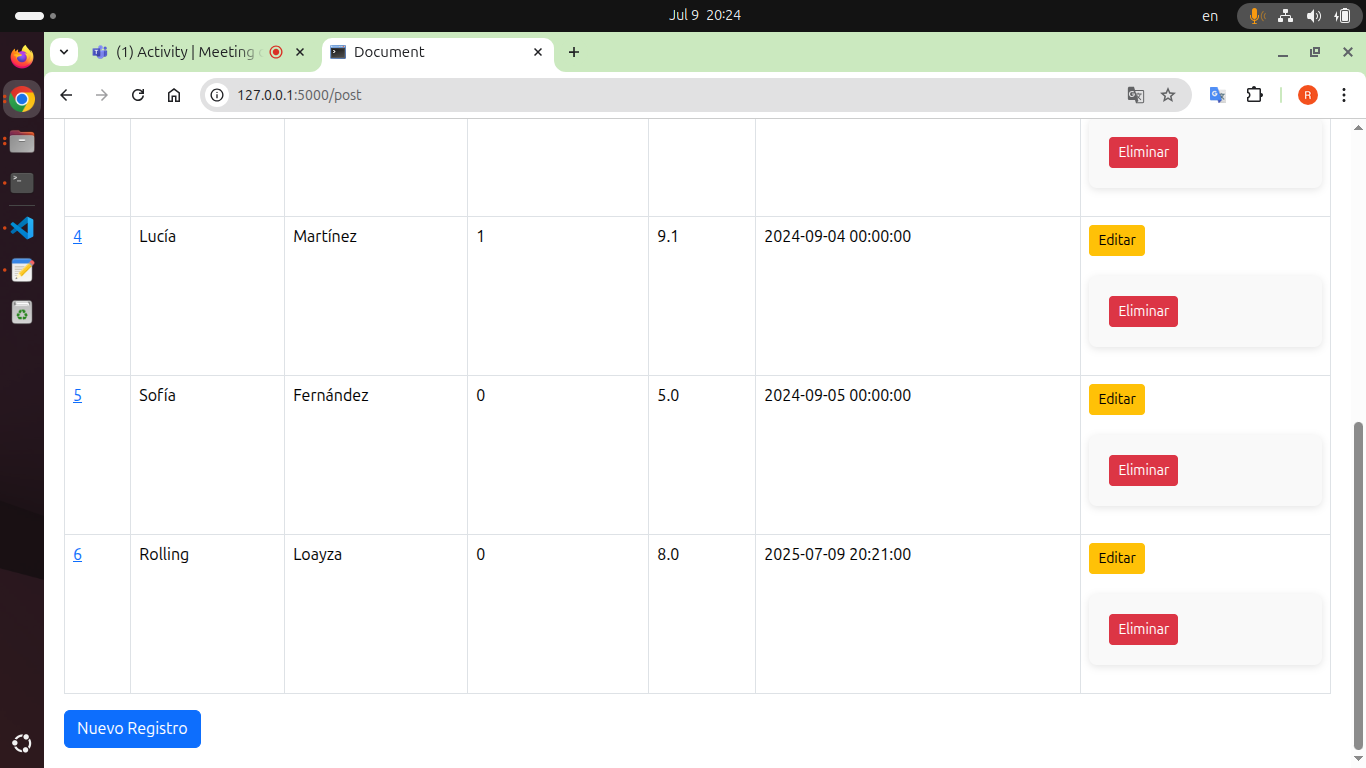 Jul 9 20:24
en
(1) Activity | Meeting
Document
127.0.0.1:5000/post
R
Eliminar
4 Lucía Martínez 1 9.1 2024-09-04 00:00:00 Editar
Eliminar
5 Sofía Fernández 0 5.0 2024-09-05 00:00:00 Editar
Eliminar
6 Rolling Loayza 0 8.0 2025-07-09 20:21:00 Editar
Eliminar
Nuevo Registro